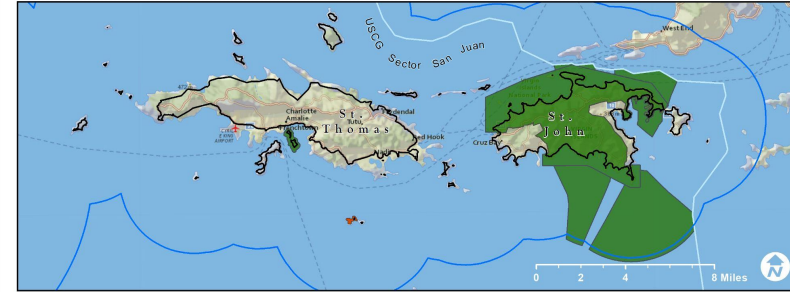 USCG Sector San Juan
West End
Charlotte
Amalie
St.
Thomas
Tutu
Red Hook
Cruz Bay
St.
John
AIRPORT
0 2 4 8 Miles
N